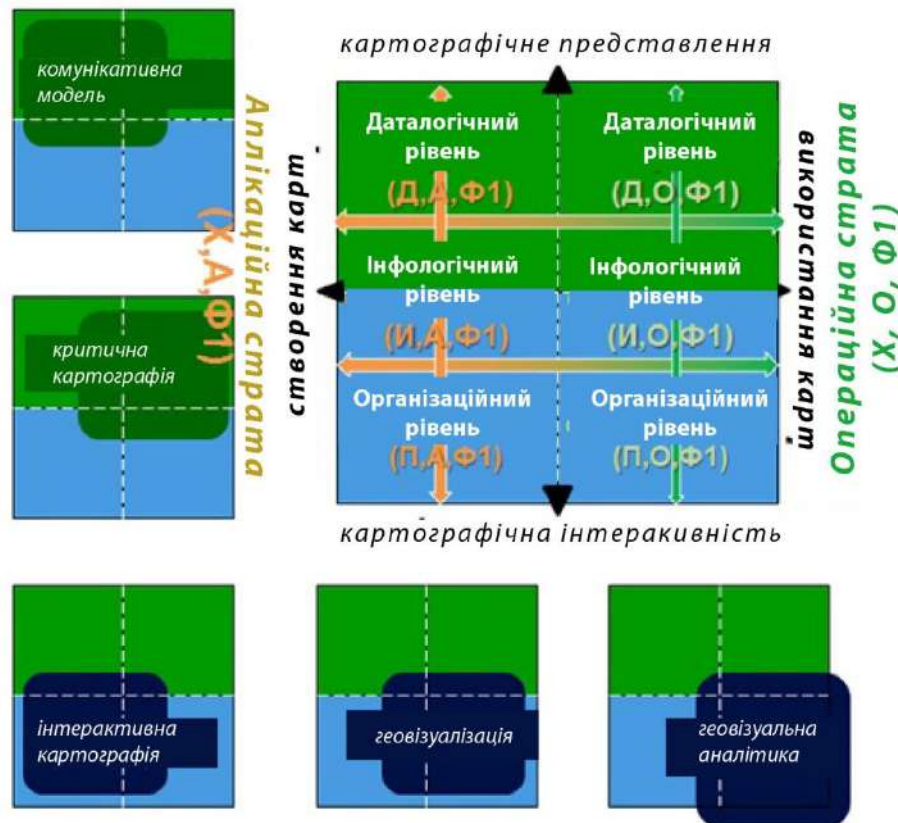 комунікативна
модель
критична
картографія
Аплікаційна страта
(Х,А,Ф1)
створення карт
картографічне представлення
Даталогічний
рівень
(Д,А,Ф1)
Даталогічний
рівень
(Д,О,Ф1)
Інфологічний
рівень
(И,А,Ф1)
Інфологічний
рівень
(И,О,Ф1)
Організаційний
рівень
(П,А,Ф1)
Організаційний
рівень
(П,О,Ф1)
картографічна інтеракивність
використання карт
Операційна страта
(Х, О, Ф1)
інтерактивна
картографія
геовізуалізація
геовізуальна
аналітика